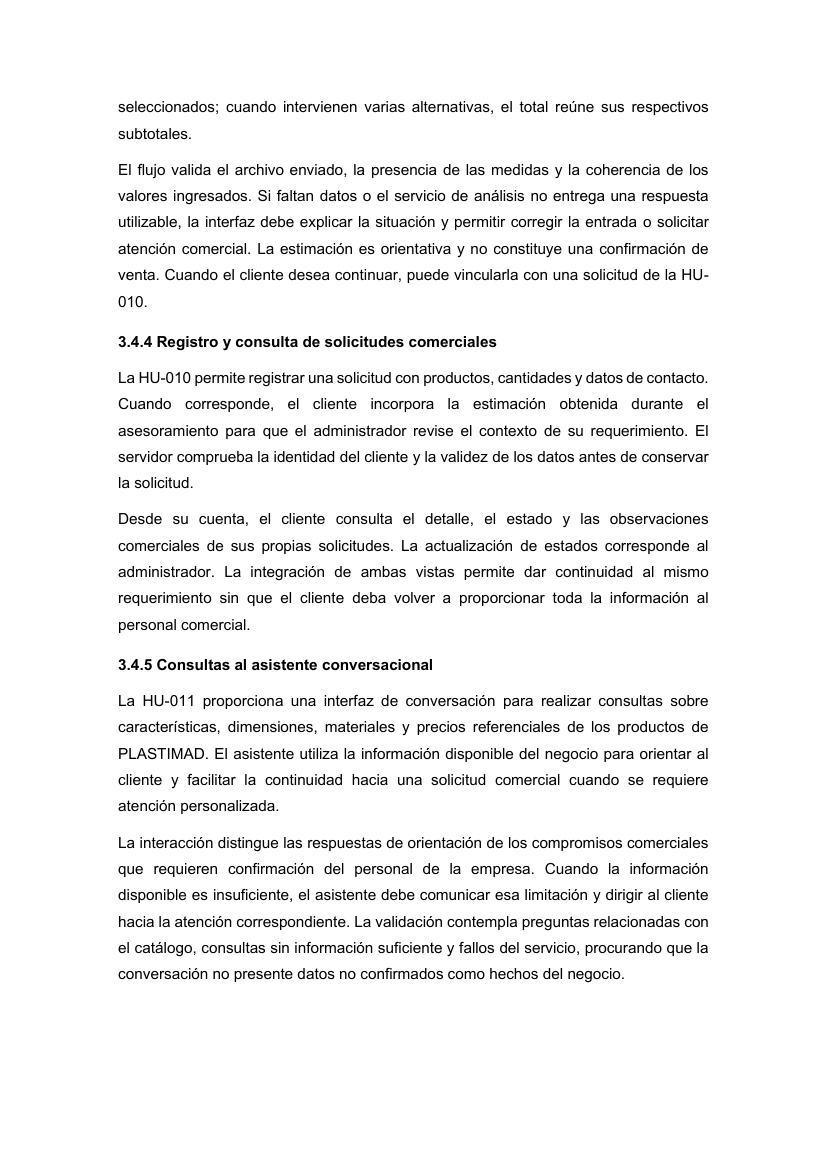 seleccionados; cuando intervienen varias alternativas, el total reúne sus respectivos
subtotales.
El flujo valida el archivo enviado, la presencia de las medidas y la coherencia de los
valores ingresados. Si faltan datos o el servicio de análisis no entrega una respuesta
utilizable, la interfaz debe explicar la situación y permitir corregir la entrada o solicitar
atención comercial. La estimación es orientativa y no constituye una confirmación de
venta. Cuando el cliente desea continuar, puede vincularla con una solicitud de la HU-
010.
3.4.4 Registro y consulta de solicitudes comerciales
La HU-010 permite registrar una solicitud con productos, cantidades y datos de contacto.
Cuando corresponde, el cliente incorpora la estimación obtenida durante el
asesoramiento para que el administrador revise el contexto de su requerimiento. El
servidor comprueba la identidad del cliente y la validez de los datos antes de conservar
la solicitud.
Desde su cuenta, el cliente consulta el detalle, el estado y las observaciones
comerciales de sus propias solicitudes. La actualización de estados corresponde al
administrador. La integración de ambas vistas permite dar continuidad al mismo
requerimiento sin que el cliente deba volver a proporcionar toda la información al
personal comercial.
3.4.5 Consultas al asistente conversacional
La HU-011 proporciona una interfaz de conversación para realizar consultas sobre
características, dimensiones, materiales y precios referenciales de los productos de
PLASTIMAD. El asistente utiliza la información disponible del negocio para orientar al
cliente y facilitar la continuidad hacia una solicitud comercial cuando se requiere
atención personalizada.
La interacción distingue las respuestas de orientación de los compromisos comerciales
que requieren confirmación del personal de la empresa. Cuando la información
disponible es insuficiente, el asistente debe comunicar esa limitación y dirigir al cliente
hacia la atención correspondiente. La validación contempla preguntas relacionadas con
el catálogo, consultas sin información suficiente y fallos del servicio, procurando que la
conversación no presente datos no confirmados como hechos del negocio.